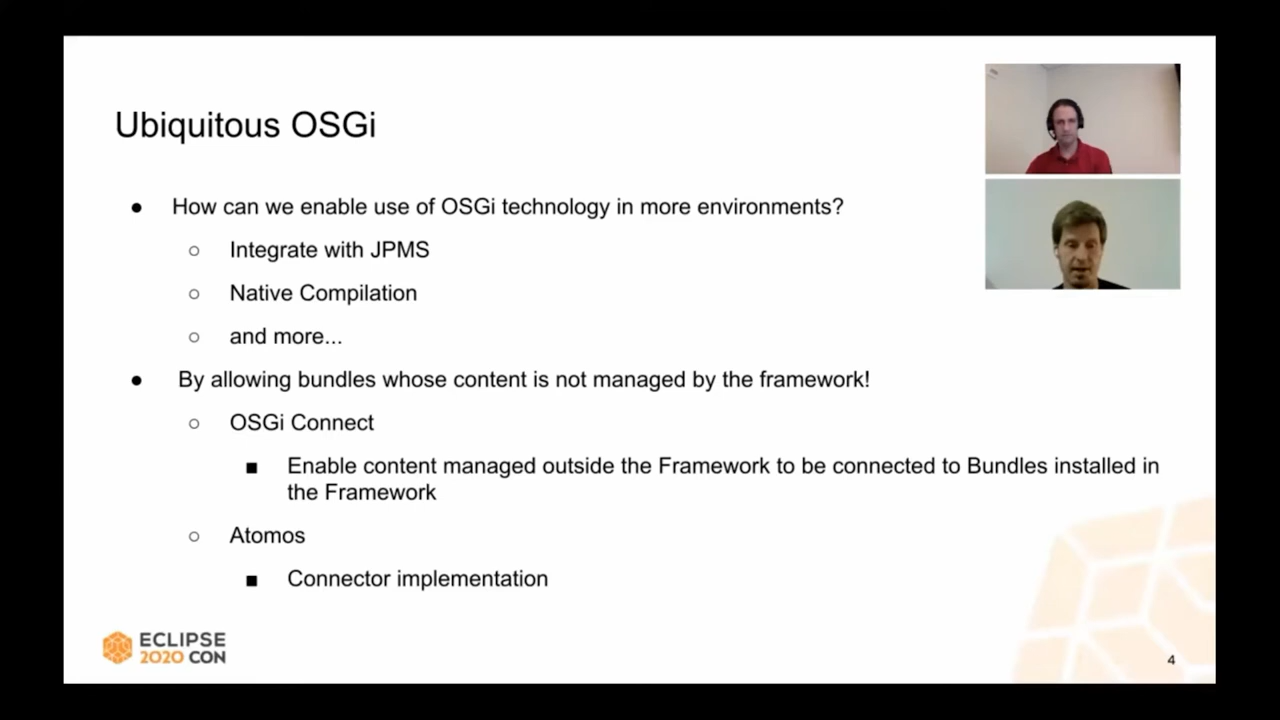 Ubiquitous OSGi
● How can we enable use of OSGi technology in more environments?
○ Integrate with JPMS
○ Native Compilation
○ and more...
● By allowing bundles whose content is not managed by the framework!
○ OSGi Connect
■ Enable content managed outside the Framework to be connected to Bundles installed in
the Framework
○ Atomos
■ Connector implementation
ECLIPSE
2020 CON
4